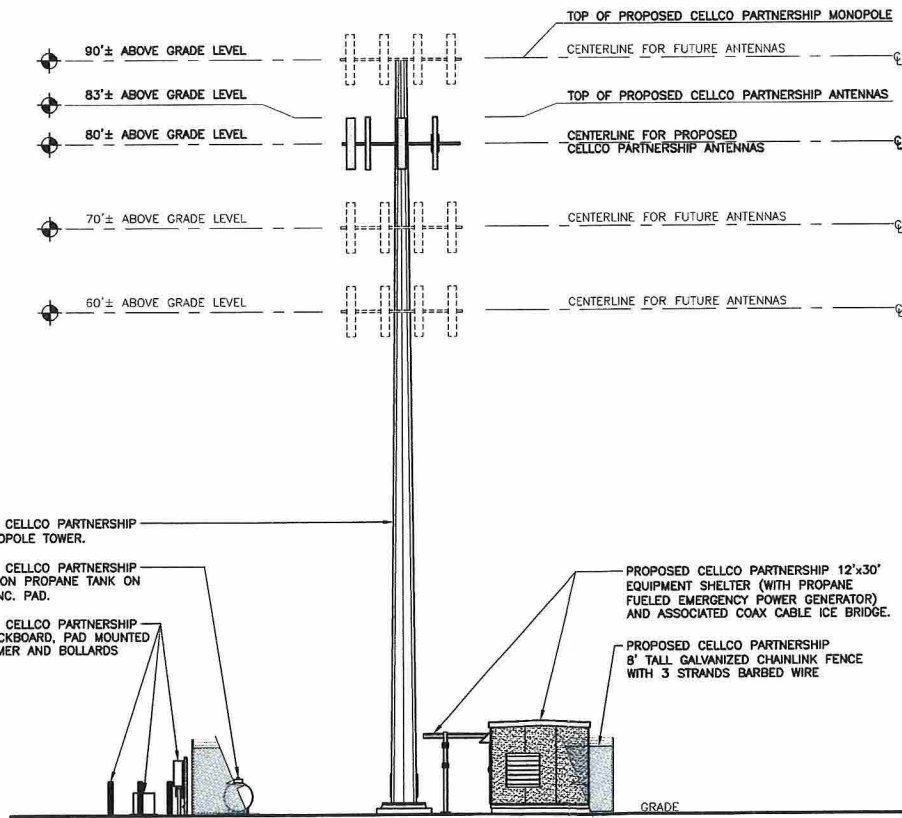 TOP OF PROPOSED CELLCO PARTNERSHIP MONOPOLE
90'± ABOVE GRADE LEVEL
CENTERLINE FOR FUTURE ANTENNAS
83'± ABOVE GRADE LEVEL
TOP OF PROPOSED CELLCO PARTNERSHIP ANTENNAS
80'± ABOVE GRADE LEVEL
CENTERLINE FOR PROPOSED
CELLCO PARTNERSHIP ANTENNAS
70'± ABOVE GRADE LEVEL
CENTERLINE FOR FUTURE ANTENNAS
60'± ABOVE GRADE LEVEL
CENTERLINE FOR FUTURE ANTENNAS
CELLCO PARTNERSHIP
OPOLE TOWER.
CELLCO PARTNERSHIP
ON PROPANE TANK ON
NC. PAD.
CELLCO PARTNERSHIP
CKBOARD, PAD MOUNTED
MER AND BOLLARDS
PROPOSED CELLCO PARTNERSHIP 12'x30'
EQUIPMENT SHELTER (WITH PROPANE
FUELED EMERGENCY POWER GENERATOR)
AND ASSOCIATED COAX CABLE ICE BRIDGE.
PROPOSED CELLCO PARTNERSHIP
8' TALL GALVANIZED CHAINLINK FENCE
WITH 3 STRANDS BARBED WIRE
GRADE